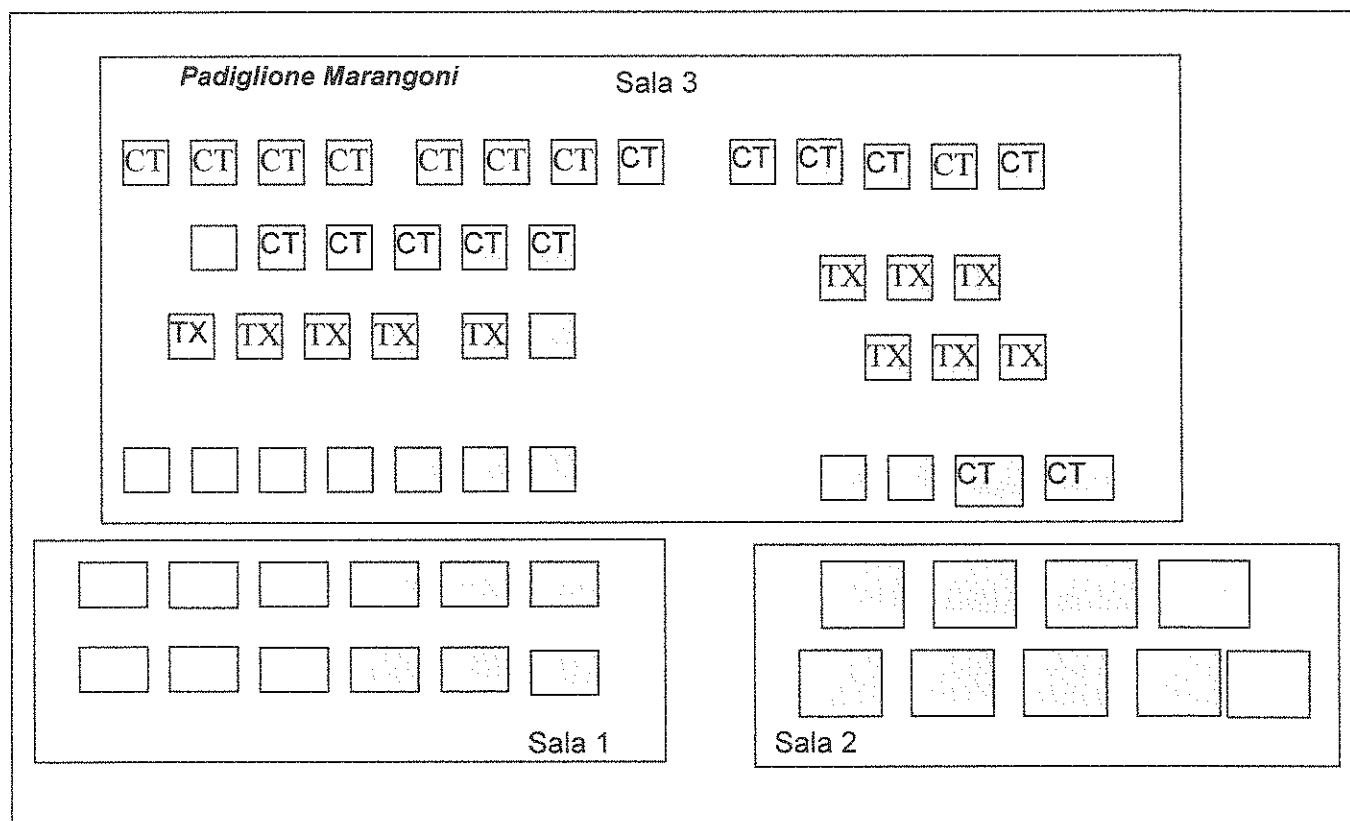 Padiglione Marangoni Sala 3
CT CT CT CT CT CT CT CT CT CT CT CT CT
CT CT CT CT CT
TX TX TX
TX TX TX TX TX
TX TX TX
CT CT
Sala 1 Sala 2